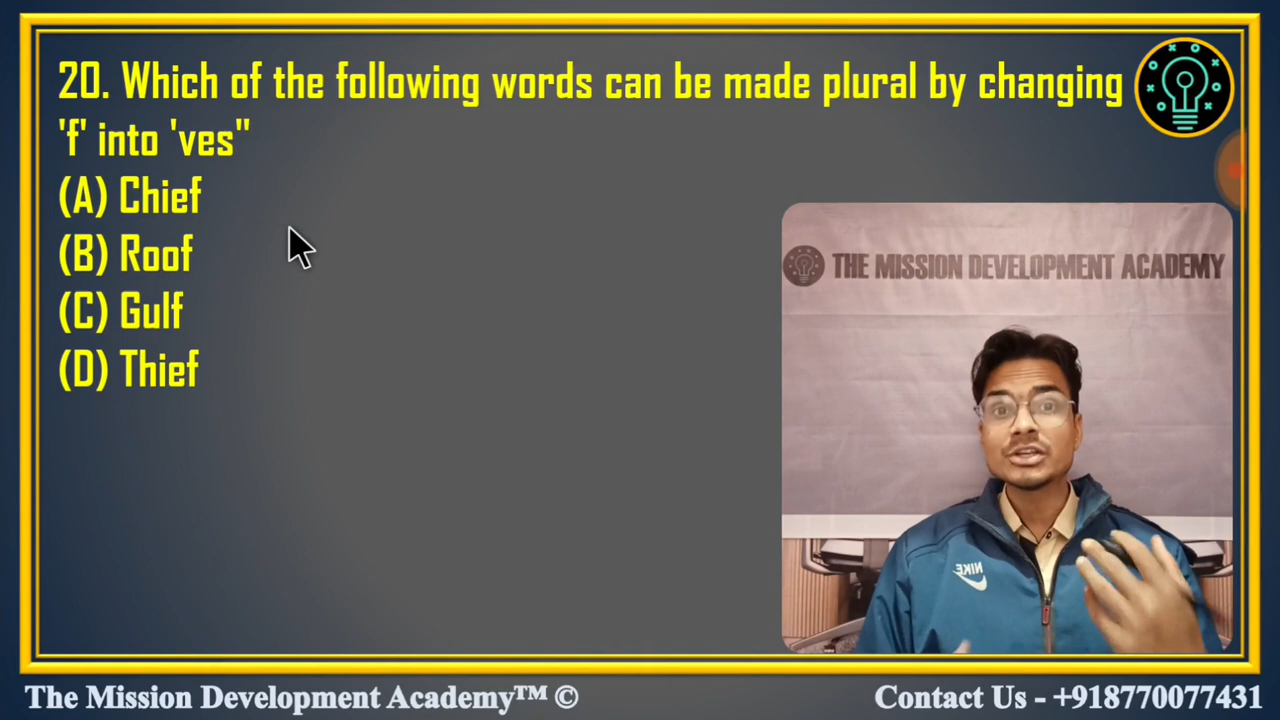 20. Which of the following words can be made plural by changing
'f' into 'ves"
(A) Chief
(B) Roof
(C) Gulf
(D) Thief
THE MISSION DEVELOPMENT ACADEMY
NIKE
The Mission Development Academy™ ©
Contact Us - +918770077431